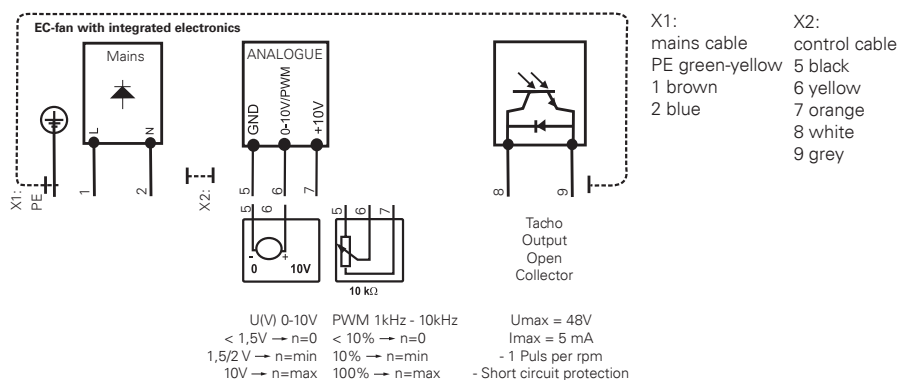 EC-fan with integrated electronics
Mains
L
N
ANALOGUE
GND
0-10V/PWM
+10V
X1:
PE
1
2
X2:
5
6
7
8
9
5
6
- +
0 10V
5
6
7
10 kΩ
Tacho
Output
Open
Collector
U(V) 0-10V
< 1,5V → n=0
1,5/2 V → n=min
10V → n=max
PWM 1kHz - 10kHz
< 10% → n=0
10% → n=min
100% → n=max
Umax = 48V
Imax = 5 mA
- 1 Puls per rpm
- Short circuit protection
X1:
mains cable
PE green-yellow
1 brown
2 blue
X2:
control cable
5 black
6 yellow
7 orange
8 white
9 grey